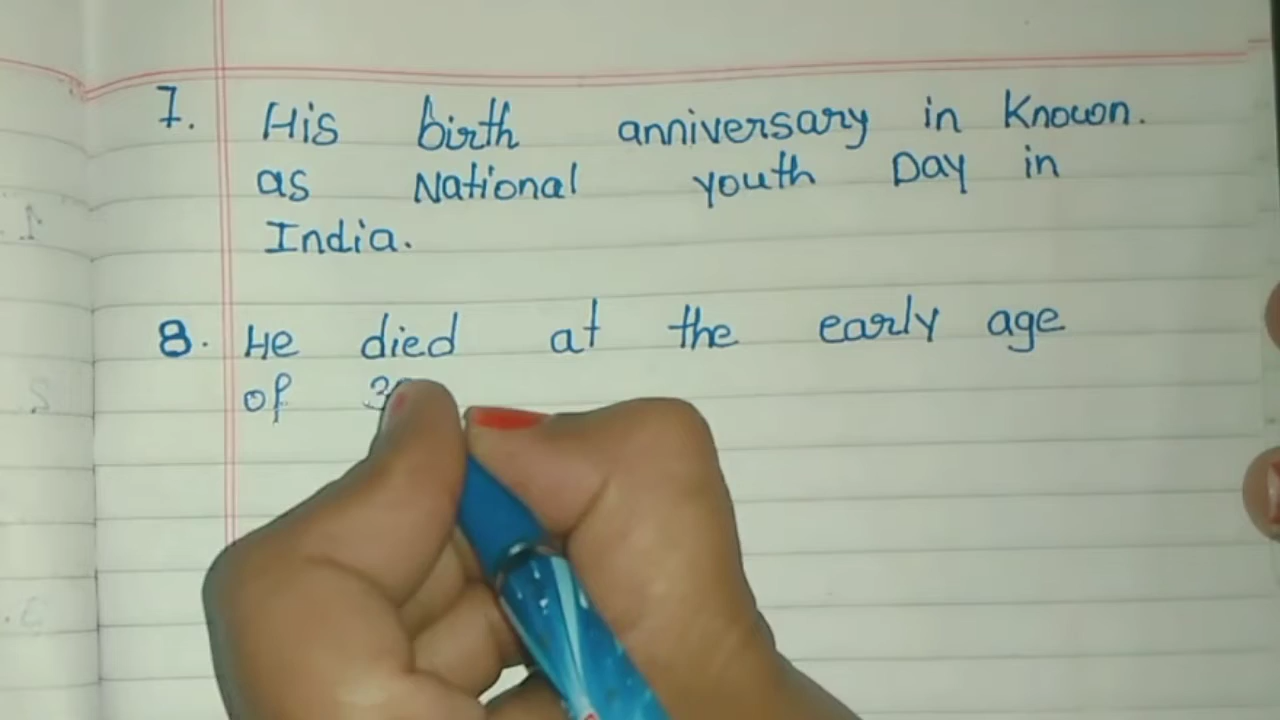 7. His birth anniversary in Known.
as National youth Day in
India.
8. He died at the early age
of